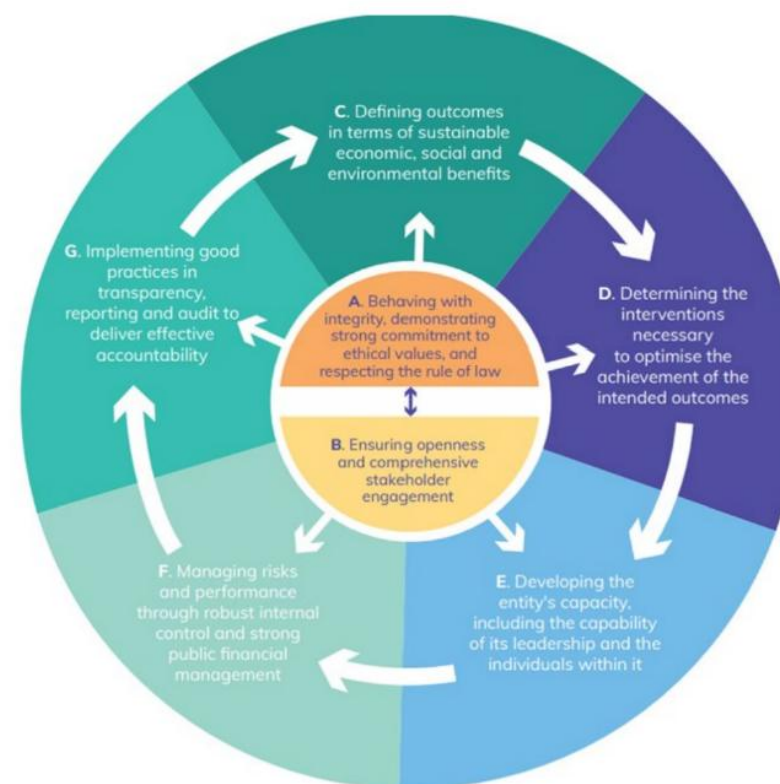 C. Defining outcomes
in terms of sustainable
economic, social and
environmental benefits
G. Implementing good
practices in
transparency,
reporting and audit to
deliver effective
accountability
A. Behaving with
integrity, demonstrating
strong commitment to
ethical values, and
respecting the rule of law
D. Determining the
interventions
necessary
to optimise the
achievement of the
intended outcomes
B. Ensuring openness
and comprehensive
stakeholder
engagement
F. Managing risks
and performance
through robust internal
control and strong
public financial
management
E. Developing the
entity's capacity,
including the capability
of its leadership and the
individuals within it